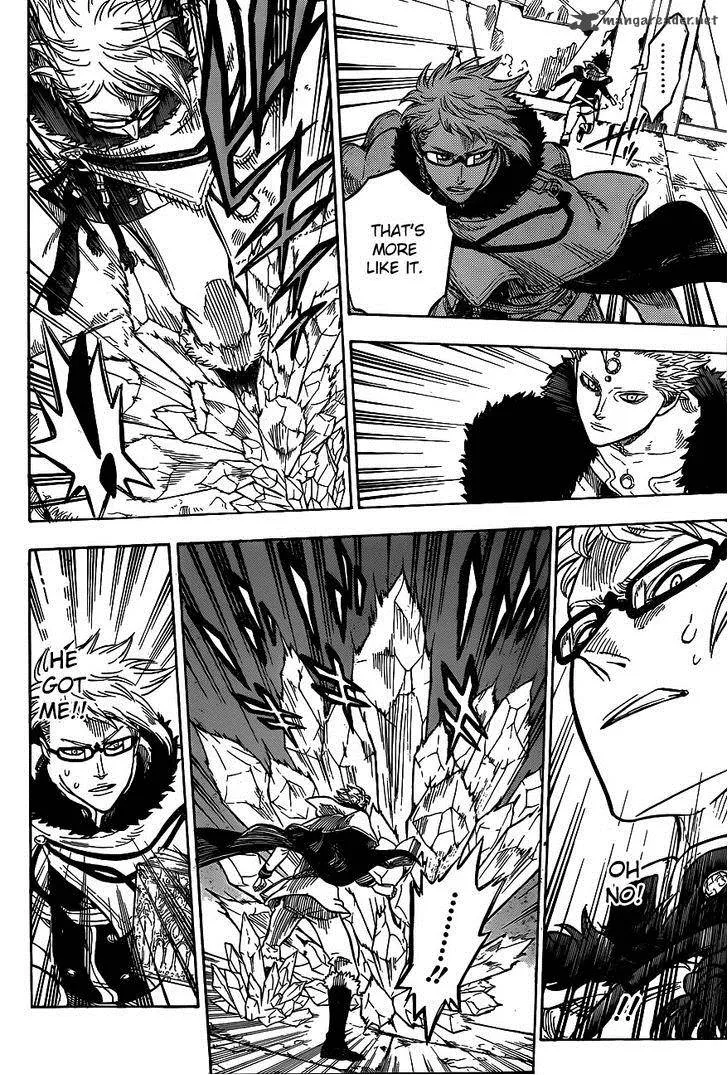 mangareader.net
.......
THAT'S
MORE
LIKE IT.
!
OH
NO!
!!
......!!
HE
GOT
ME!!